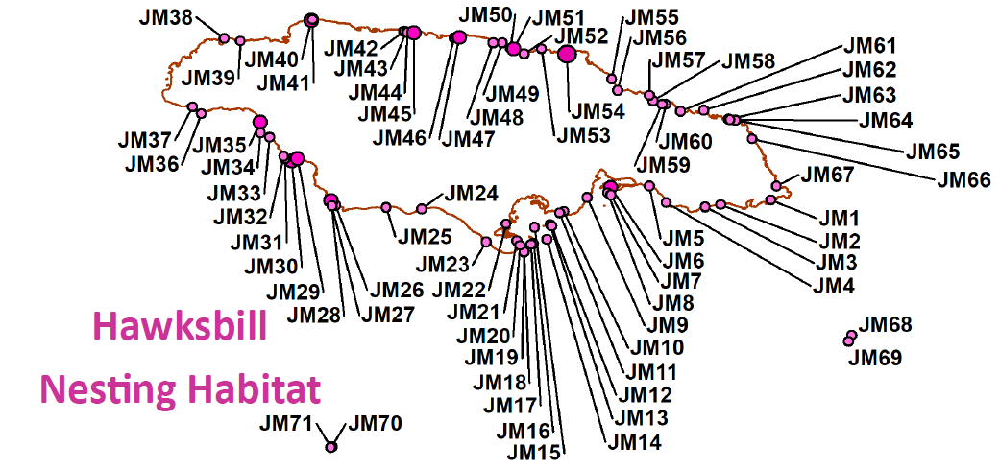 JM38
JM50
JM51
JM55
JM52
JM56
JM42
JM61
JM57
JM58
JM40
JM39
JM43
JM62
JM41
JM44
JM49
JM63
JM45
JM48
JM54
JM64
JM46
JM47
JM53
JM60
JM37
JM35
JM65
JM36
JM34
JM59
JM67
JM66
JM33
JM24
JM32
JM25
JM5
JM1
JM31
JM23
JM6
JM2
JM30
JM7
JM3
JM29
JM26
JM22
JM8
JM4
JM28
JM27
JM21
JM9
Hawksbill
JM20
JM10
JM68
JM19
JM69
JM18
JM11
Nesting Habitat
JM17
JM12
JM71
JM70
JM16
JM13
JM15
JM14